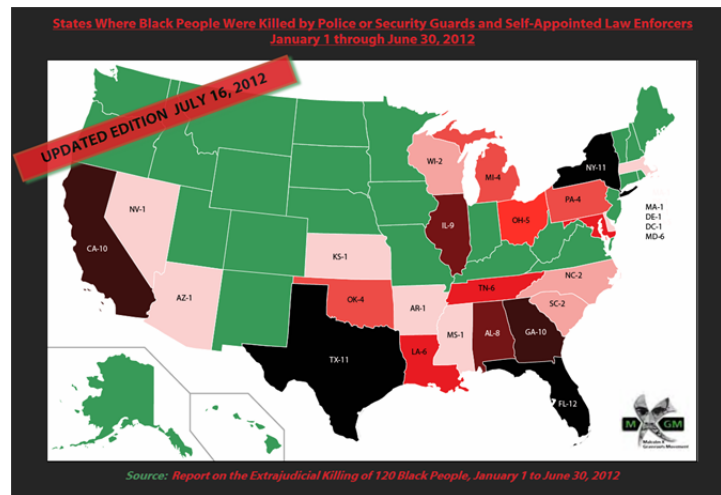 States Where Black People Were Killed by Police or Security Guards and Self-Appointed Law Enforcers
January 1 through June 30, 2012
UPDATED EDITION JULY 16, 2012
WI-2
MI-4
NY-11
PA-4
OH-5
IL-9
NV-1
CA-10
MA-1
DE-1
DC-1
MD-6
KS-1
AZ-1
OK-4
TN-6
NC-2
AR-1
SC-2
MS-1
AL-8
GA-10
LA-6
TX-11
FL-12
M GM
Malcolm X
Grassroots Movement
Source: Report on the Extrajudicial Killing of 120 Black People, January 1 to June 30, 2012